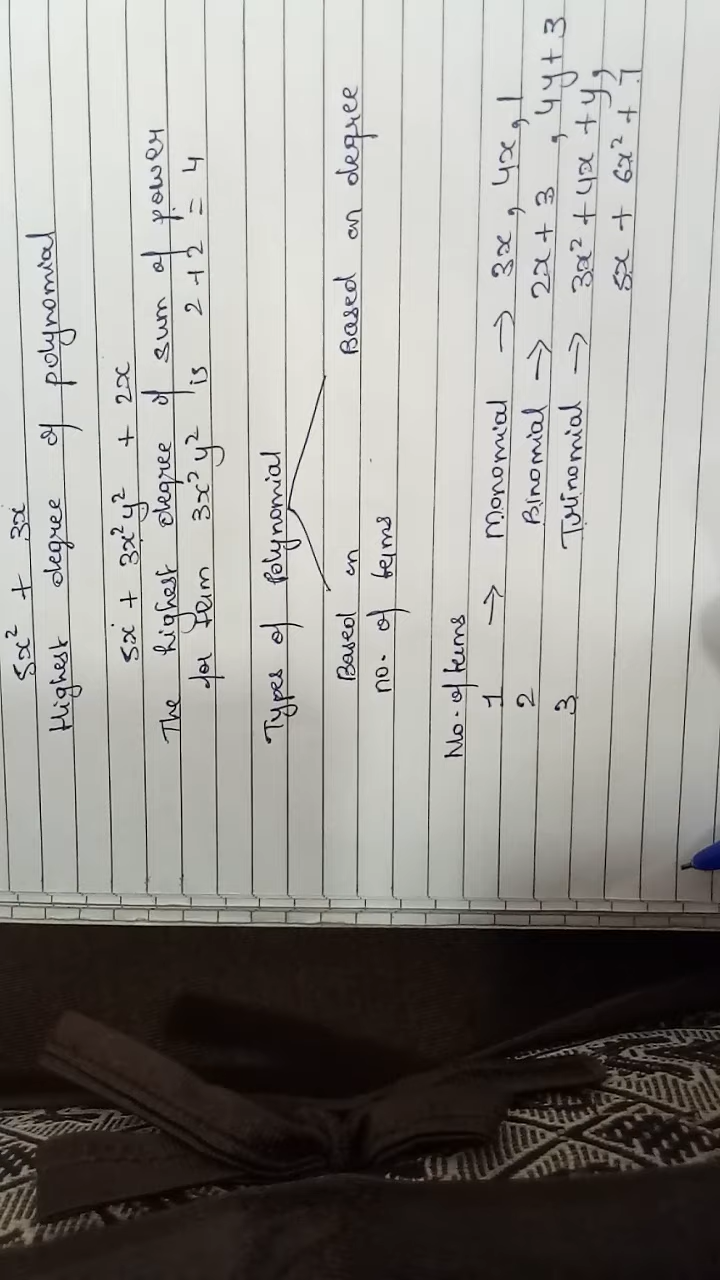 5x² + 3x
Highest degree of polynomial
5x + 3x²y² + 2x
The highest degree of sum of power
for term 3x²y² is 2+2 = 4
Types of Polynomial
Based on Based on degree
no. of terms
No. of terms
1 → Monomial → 3x, 4x, 1
2 Binomial → 2x + 3, 4y + 3
3 Trinomial → 3x² + 4x + y,
5x + 6x² + 7